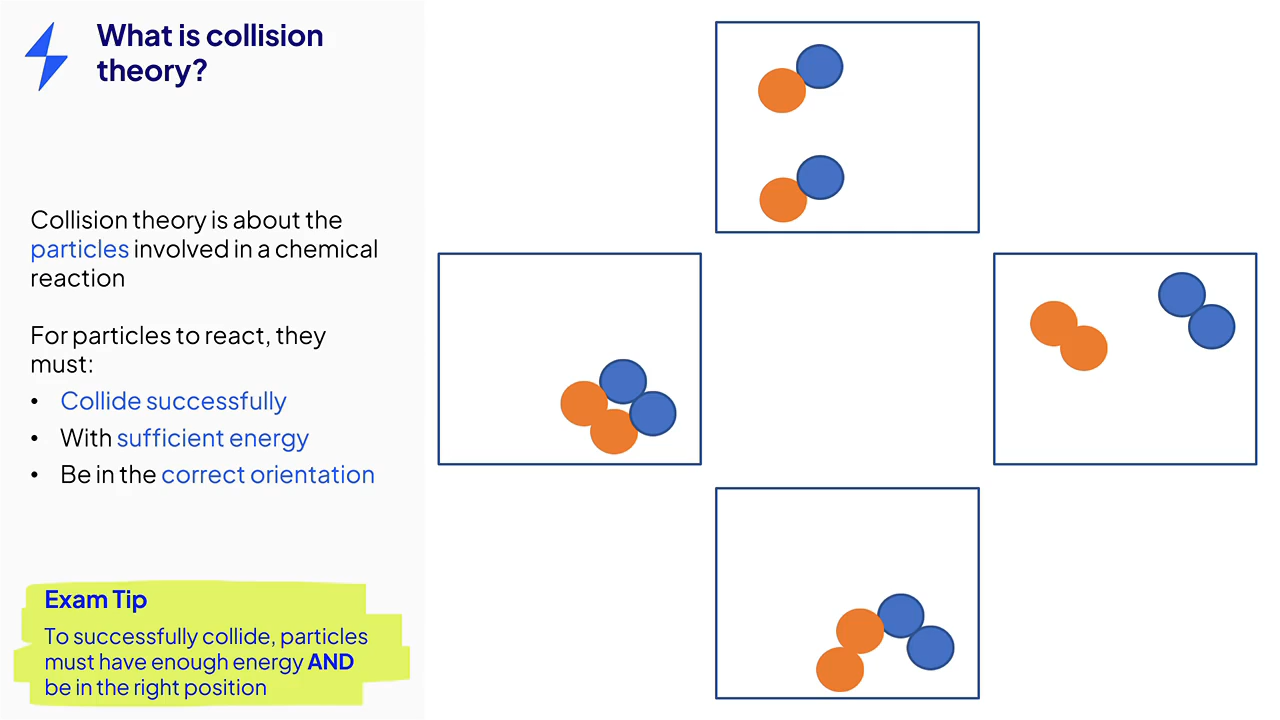 What is collision
theory?
Collision theory is about the
particles involved in a chemical
reaction
For particles to react, they
must:
• Collide successfully
• With sufficient energy
• Be in the correct orientation
Exam Tip
To successfully collide, particles
must have enough energy AND
be in the right position